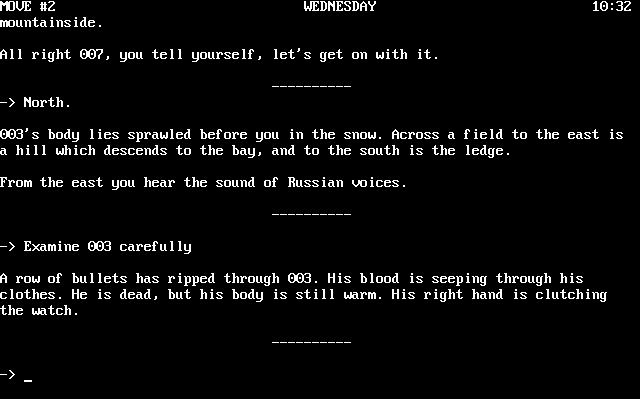 MOVE #2 WEDNESDAY 10:32
mountainside.
All right 007, you tell yourself, let's get on with it.
__________
-> North.
003's body lies sprawled before you in the snow. Across a field to the east is
a hill which descends to the bay, and to the south is the ledge.
From the east you hear the sound of Russian voices.
__________
-> Examine 003 carefully
A row of bullets has ripped through 003. His blood is seeping through his
clothes. He is dead, but his body is still warm. His right hand is clutching
the watch.
__________
-> _